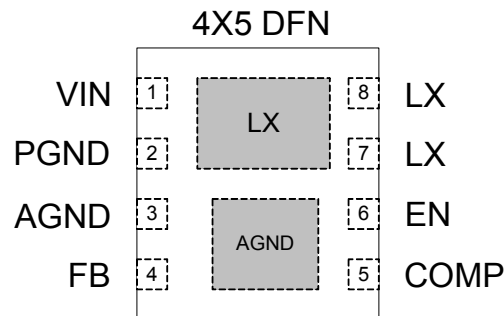 4X5 DFN
VIN 1 8 LX
LX
PGND 2 7 LX
AGND 3 6 EN
AGND
FB 4 5 COMP